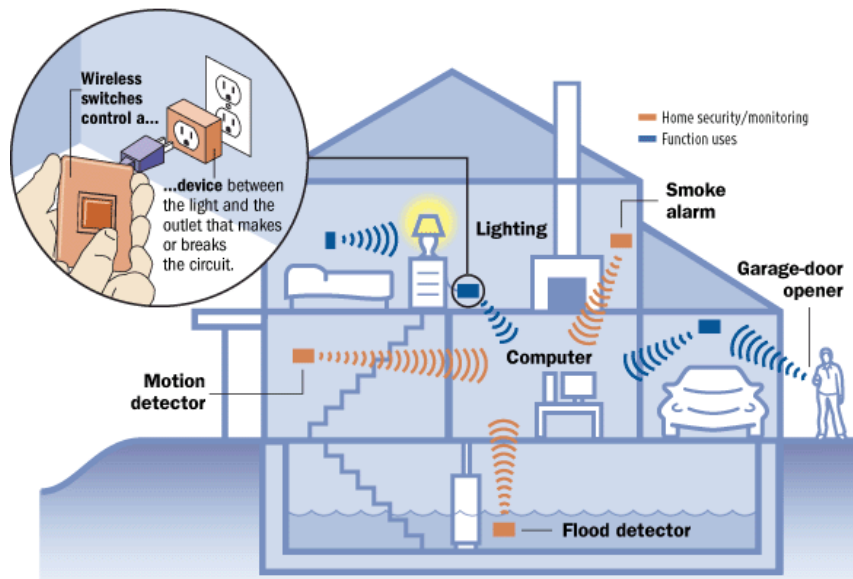 Wireless
switches
control a...
...device between
the light and the
outlet that makes
or breaks
the circuit.
Home security/monitoring
Function uses
Smoke
alarm
Lighting
Garage-door
opener
Computer
Motion
detector
Flood detector